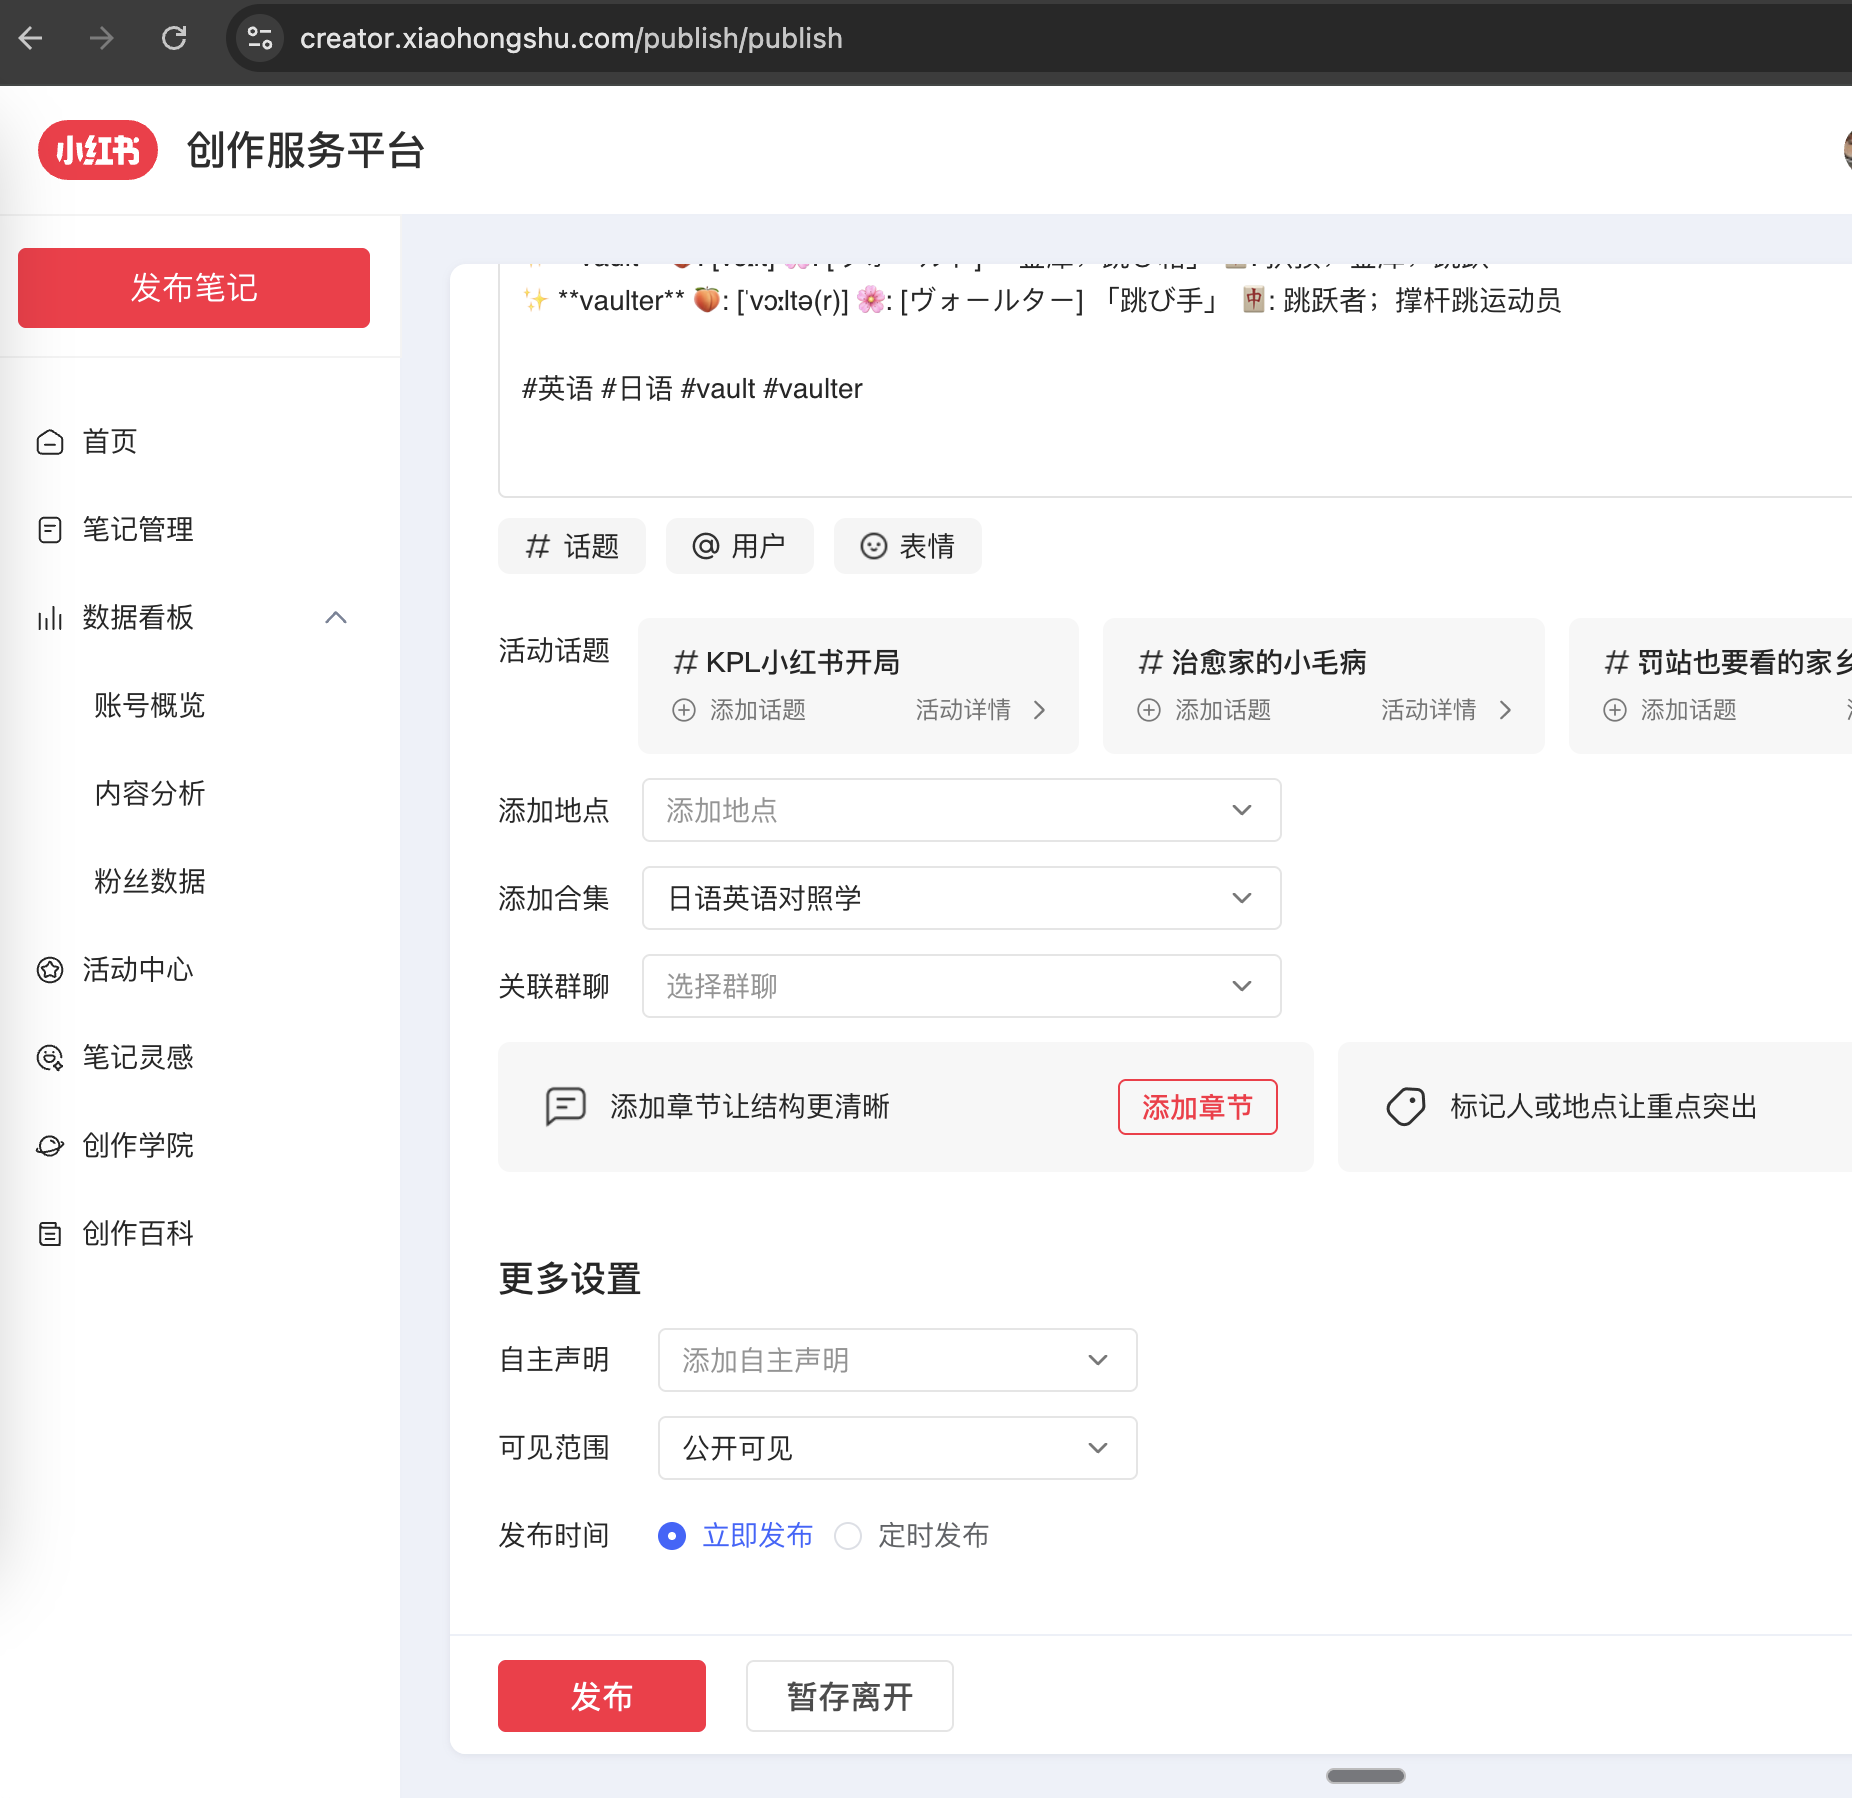 creator.xiaohongshu.com/publish/publish
小红书 创作服务平台
发布笔记
首页
笔记管理
数据看板
账号概览
内容分析
粉丝数据
活动中心
笔记灵感
创作学院
创作百科
✨ **vaulter** 🍑: [ˈvɔːltə(r)] 🌸: [ヴォールター] 「跳び手」 🀄: 跳跃者；撑杆跳运动员
#英语 #日语 #vault #vaulter
# 话题 @ 用户 表情
活动话题
# KPL小红书开局
添加话题 活动详情
# 治愈家的小毛病
添加话题 活动详情
# 罚站也要看的家乡
添加话题
添加地点 添加地点
添加合集 日语英语对照学
关联群聊 选择群聊
添加章节让结构更清晰 添加章节
标记人或地点让重点突出
更多设置
自主声明 添加自主声明
可见范围 公开可见
发布时间 立即发布 定时发布
发布 暂存离开